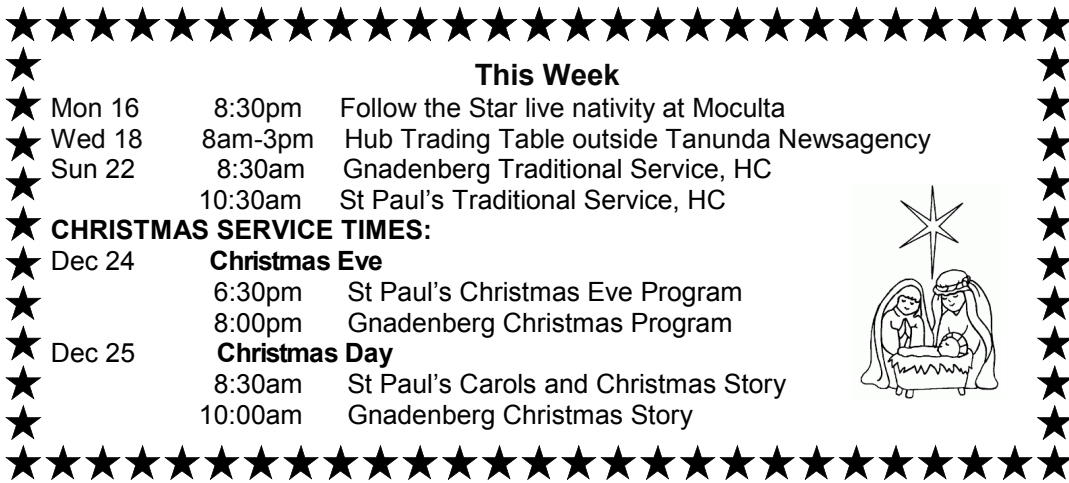 This Week
Mon 16 8:30pm Follow the Star live nativity at Moculta
Wed 18 8am-3pm Hub Trading Table outside Tanunda Newsagency
Sun 22 8:30am Gnadenberg Traditional Service, HC
10:30am St Paul’s Traditional Service, HC
CHRISTMAS SERVICE TIMES:
Dec 24 Christmas Eve
6:30pm St Paul’s Christmas Eve Program
8:00pm Gnadenberg Christmas Program
Dec 25 Christmas Day
8:30am St Paul’s Carols and Christmas Story
10:00am Gnadenberg Christmas Story